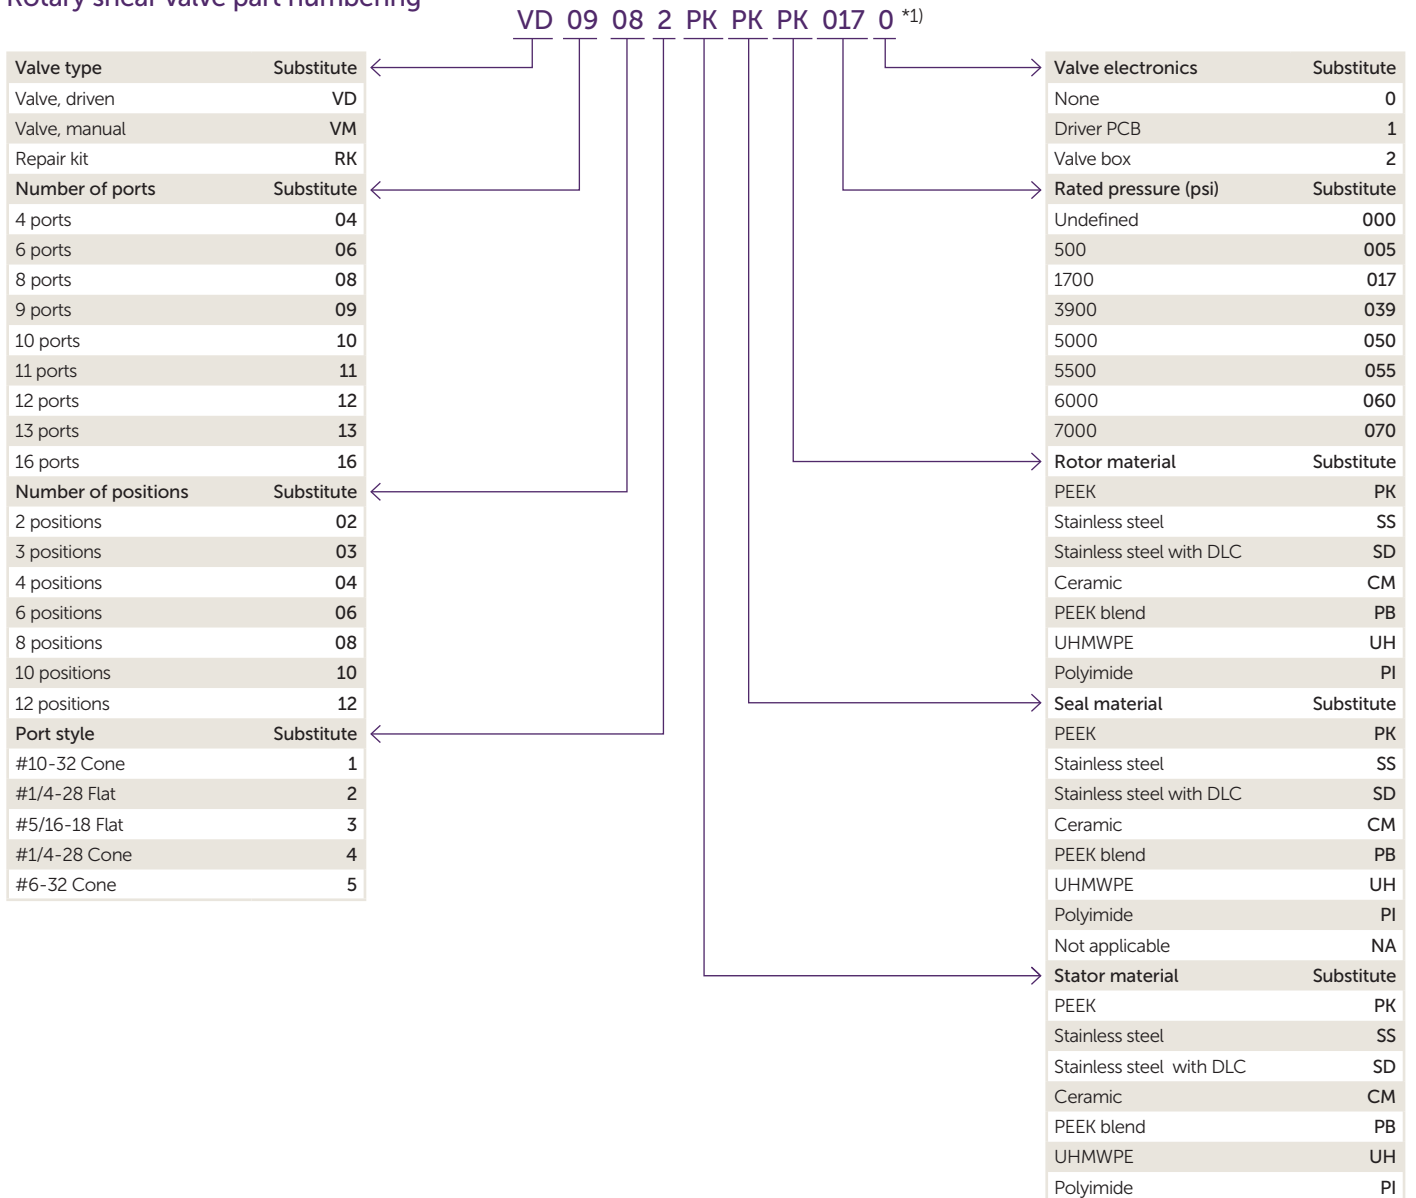 Rotary shear valve part numbering
VD 09 08 2 PK PK PK 017 0 *1)
Valve type Substitute
Valve, driven VD
Valve, manual VM
Repair kit RK
Number of ports Substitute
4 ports 04
6 ports 06
8 ports 08
9 ports 09
10 ports 10
11 ports 11
12 ports 12
13 ports 13
16 ports 16
Number of positions Substitute
2 positions 02
3 positions 03
4 positions 04
6 positions 06
8 positions 08
10 positions 10
12 positions 12
Port style Substitute
#10-32 Cone 1
#1/4-28 Flat 2
#5/16-18 Flat 3
#1/4-28 Cone 4
#6-32 Cone 5
Valve electronics Substitute
None 0
Driver PCB 1
Valve box 2
Rated pressure (psi) Substitute
Undefined 000
500 005
1700 017
3900 039
5000 050
5500 055
6000 060
7000 070
Rotor material Substitute
PEEK PK
Stainless steel SS
Stainless steel with DLC SD
Ceramic CM
PEEK blend PB
UHMWPE UH
Polyimide PI
Seal material Substitute
PEEK PK
Stainless steel SS
Stainless steel with DLC SD
Ceramic CM
PEEK blend PB
UHMWPE UH
Polyimide PI
Not applicable NA
Stator material Substitute
PEEK PK
Stainless steel SS
Stainless steel with DLC SD
Ceramic CM
PEEK blend PB
UHMWPE UH
Polyimide PI